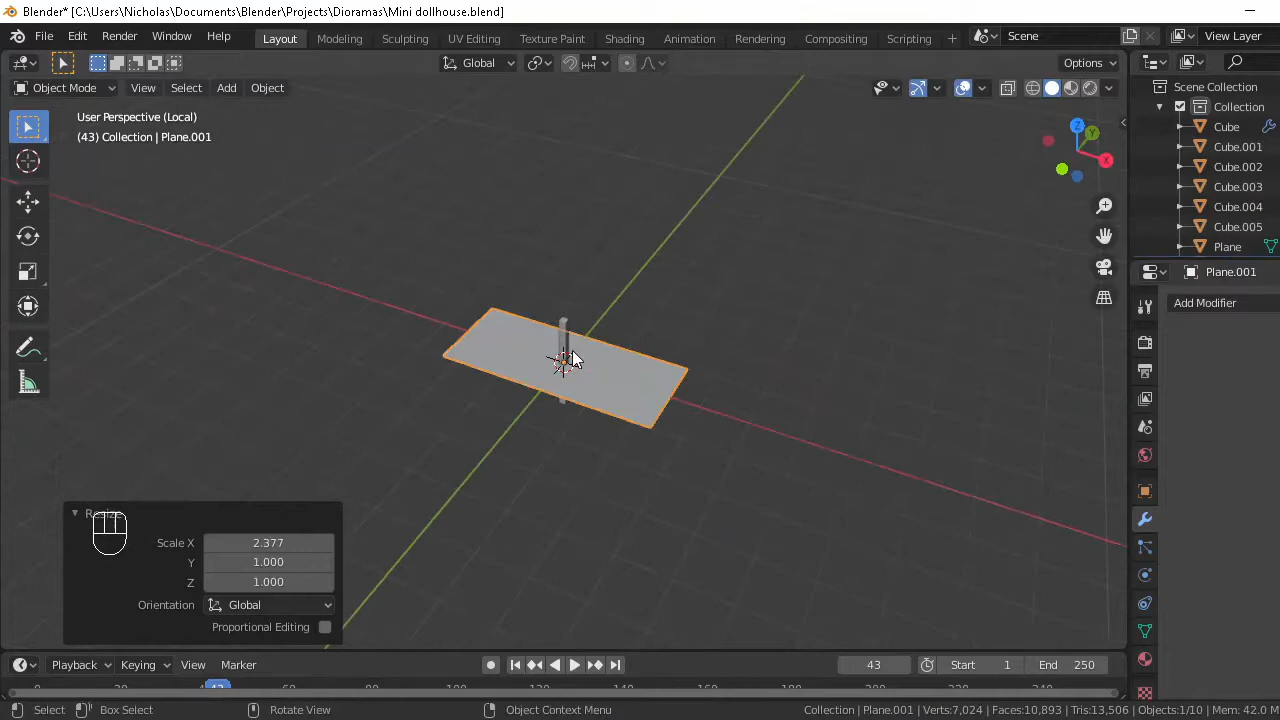 Blender* [C:\Users\Nicholas\Documents\Blender\Projects\Dioramas\Mini dollhouse.blend]
File Edit Render Window Help Layout Modeling Sculpting UV Editing Texture Paint Shading Animation Rendering Compositing Scripting + Scene View Layer
Global Options
Object Mode View Select Add Object
User Perspective (Local)
(43) Collection | Plane.001
Z Y X
Scene Collection
Collection
Cube
Cube.001
Cube.002
Cube.003
Cube.004
Cube.005
Plane
Plane.001
Add Modifier
Scale X 2.377
Y 1.000
Z 1.000
Orientation Global
Proportional Editing
Playback Keying View Marker 43 Start 1 End 250
Select Box Select Rotate View Object Context Menu Collection | Plane.001 | Verts:7,024 | Faces:10,893 | Tris:13,506 | Objects:1/10 | Mem: 42.0 M